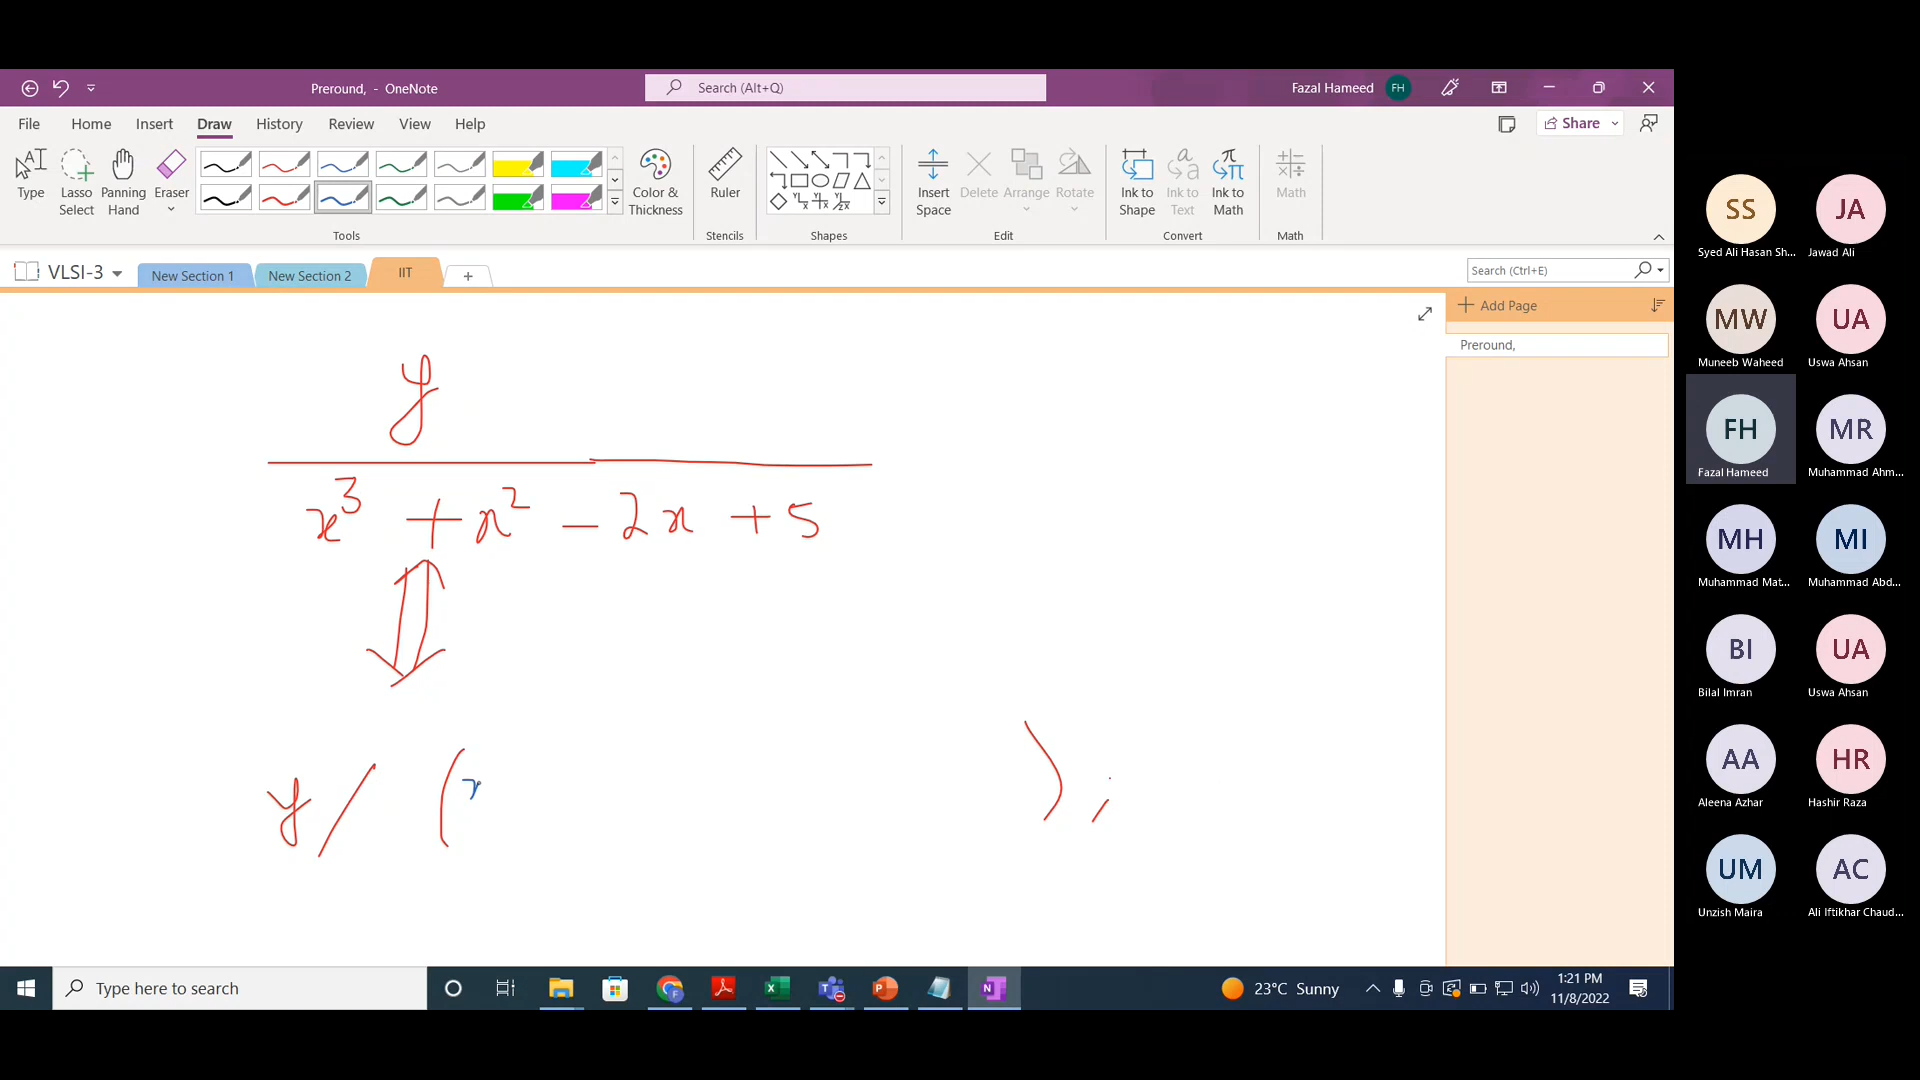 Preround, - OneNote
Search (Alt+Q)
Fazal Hameed FH
File Home Insert Draw History Review View Help
Share
Type
Lasso Select
Panning Hand
Eraser
Color & Thickness
Ruler
Insert Space
Delete
Arrange
Rotate
Ink to Shape
Ink to Text
Ink to Math
Math
Tools Stencils Shapes Edit Convert Math
VLSI-3 New Section 1 New Section 2 IIT +
Search (Ctrl+E)
Add Page
Preround,
y
x³ + x² − 2x + 5
y / (x ) ;
SS JA
Syed Ali Hasan Sh... Jawad Ali
MW UA
Muneeb Waheed Uswa Ahsan
FH MR
Fazal Hameed Muhammad Ahm...
MH MI
Muhammad Mat... Muhammad Abd...
BI UA
Bilal Imran Uswa Ahsan
AA HR
Aleena Azhar Hashir Raza
UM AC
Unzish Maira Ali Iftikhar Chaud...
Type here to search
23°C Sunny
1:21 PM
11/8/2022